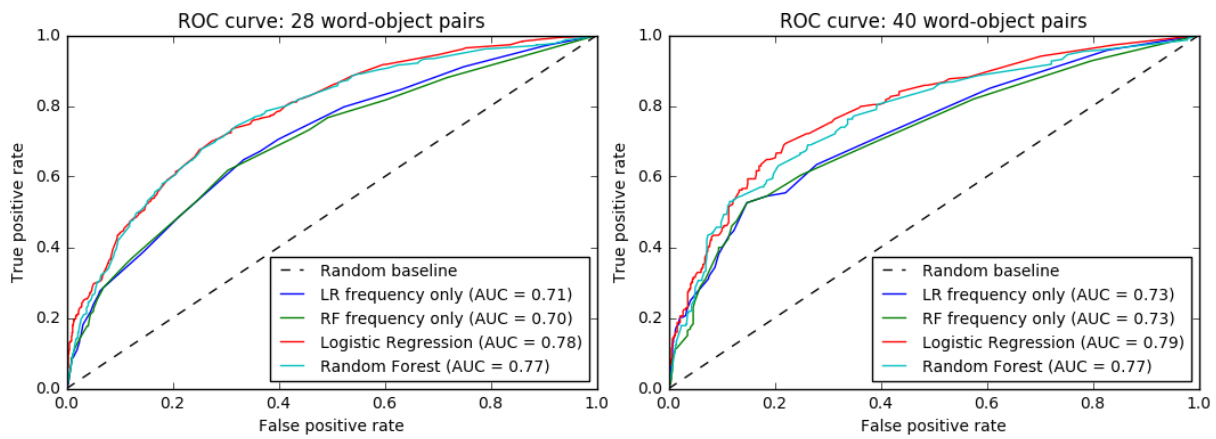 ROC curve: 28 word-object pairs
1.0
0.8
0.6
0.4
0.2
0.0
True positive rate
0.0 0.2 0.4 0.6 0.8 1.0
False positive rate
Random baseline
LR frequency only (AUC = 0.71)
RF frequency only (AUC = 0.70)
Logistic Regression (AUC = 0.78)
Random Forest (AUC = 0.77)
ROC curve: 40 word-object pairs
1.0
0.8
0.6
0.4
0.2
0.0
True positive rate
0.0 0.2 0.4 0.6 0.8 1.0
False positive rate
Random baseline
LR frequency only (AUC = 0.73)
RF frequency only (AUC = 0.73)
Logistic Regression (AUC = 0.79)
Random Forest (AUC = 0.77)